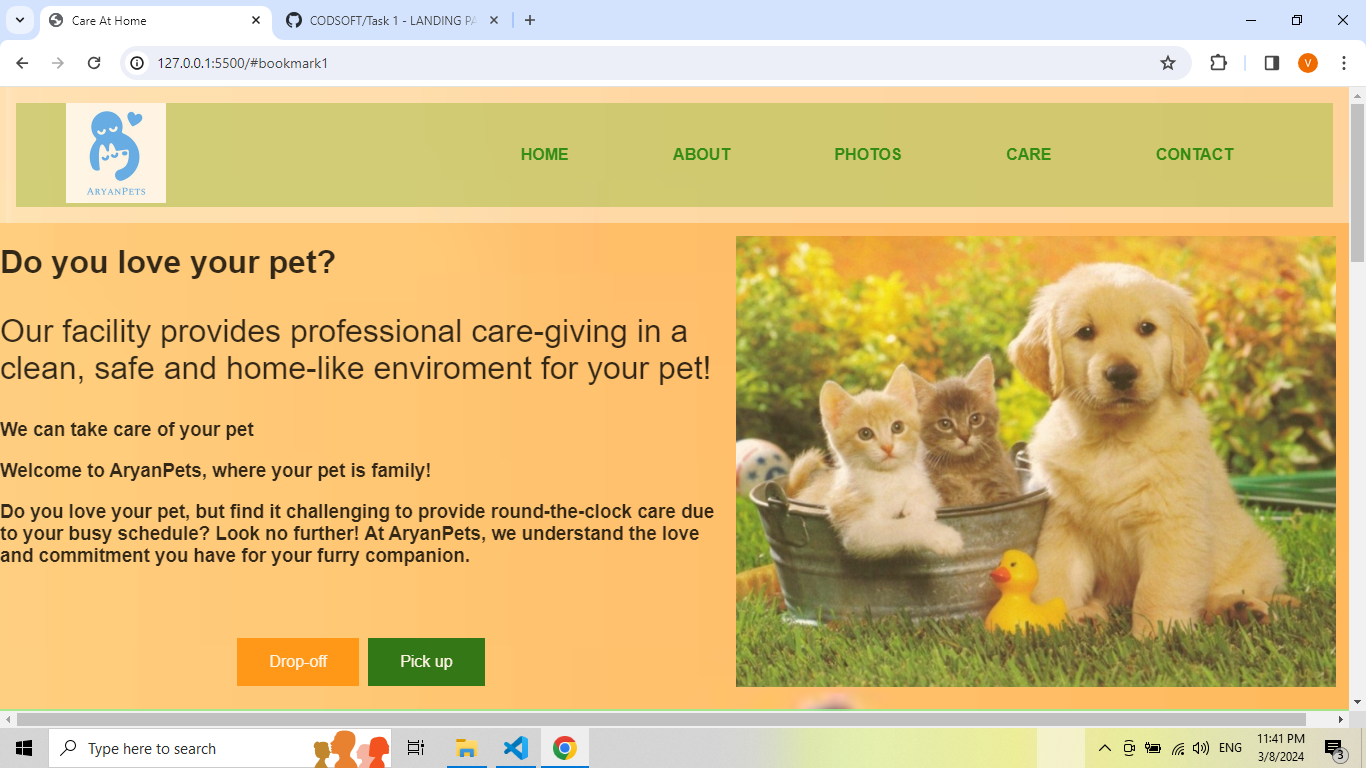 Care At Home
CODSOFT/Task 1 - LANDING PA
127.0.0.1:5500/#bookmark1
V
ARYANPETS
HOME ABOUT PHOTOS CARE CONTACT
Do you love your pet?
Our facility provides professional care-giving in a
clean, safe and home-like enviroment for your pet!
We can take care of your pet
Welcome to AryanPets, where your pet is family!
Do you love your pet, but find it challenging to provide round-the-clock care due
to your busy schedule? Look no further! At AryanPets, we understand the love
and commitment you have for your furry companion.
Drop-off Pick up
Type here to search
ENG
11:41 PM
3/8/2024
3